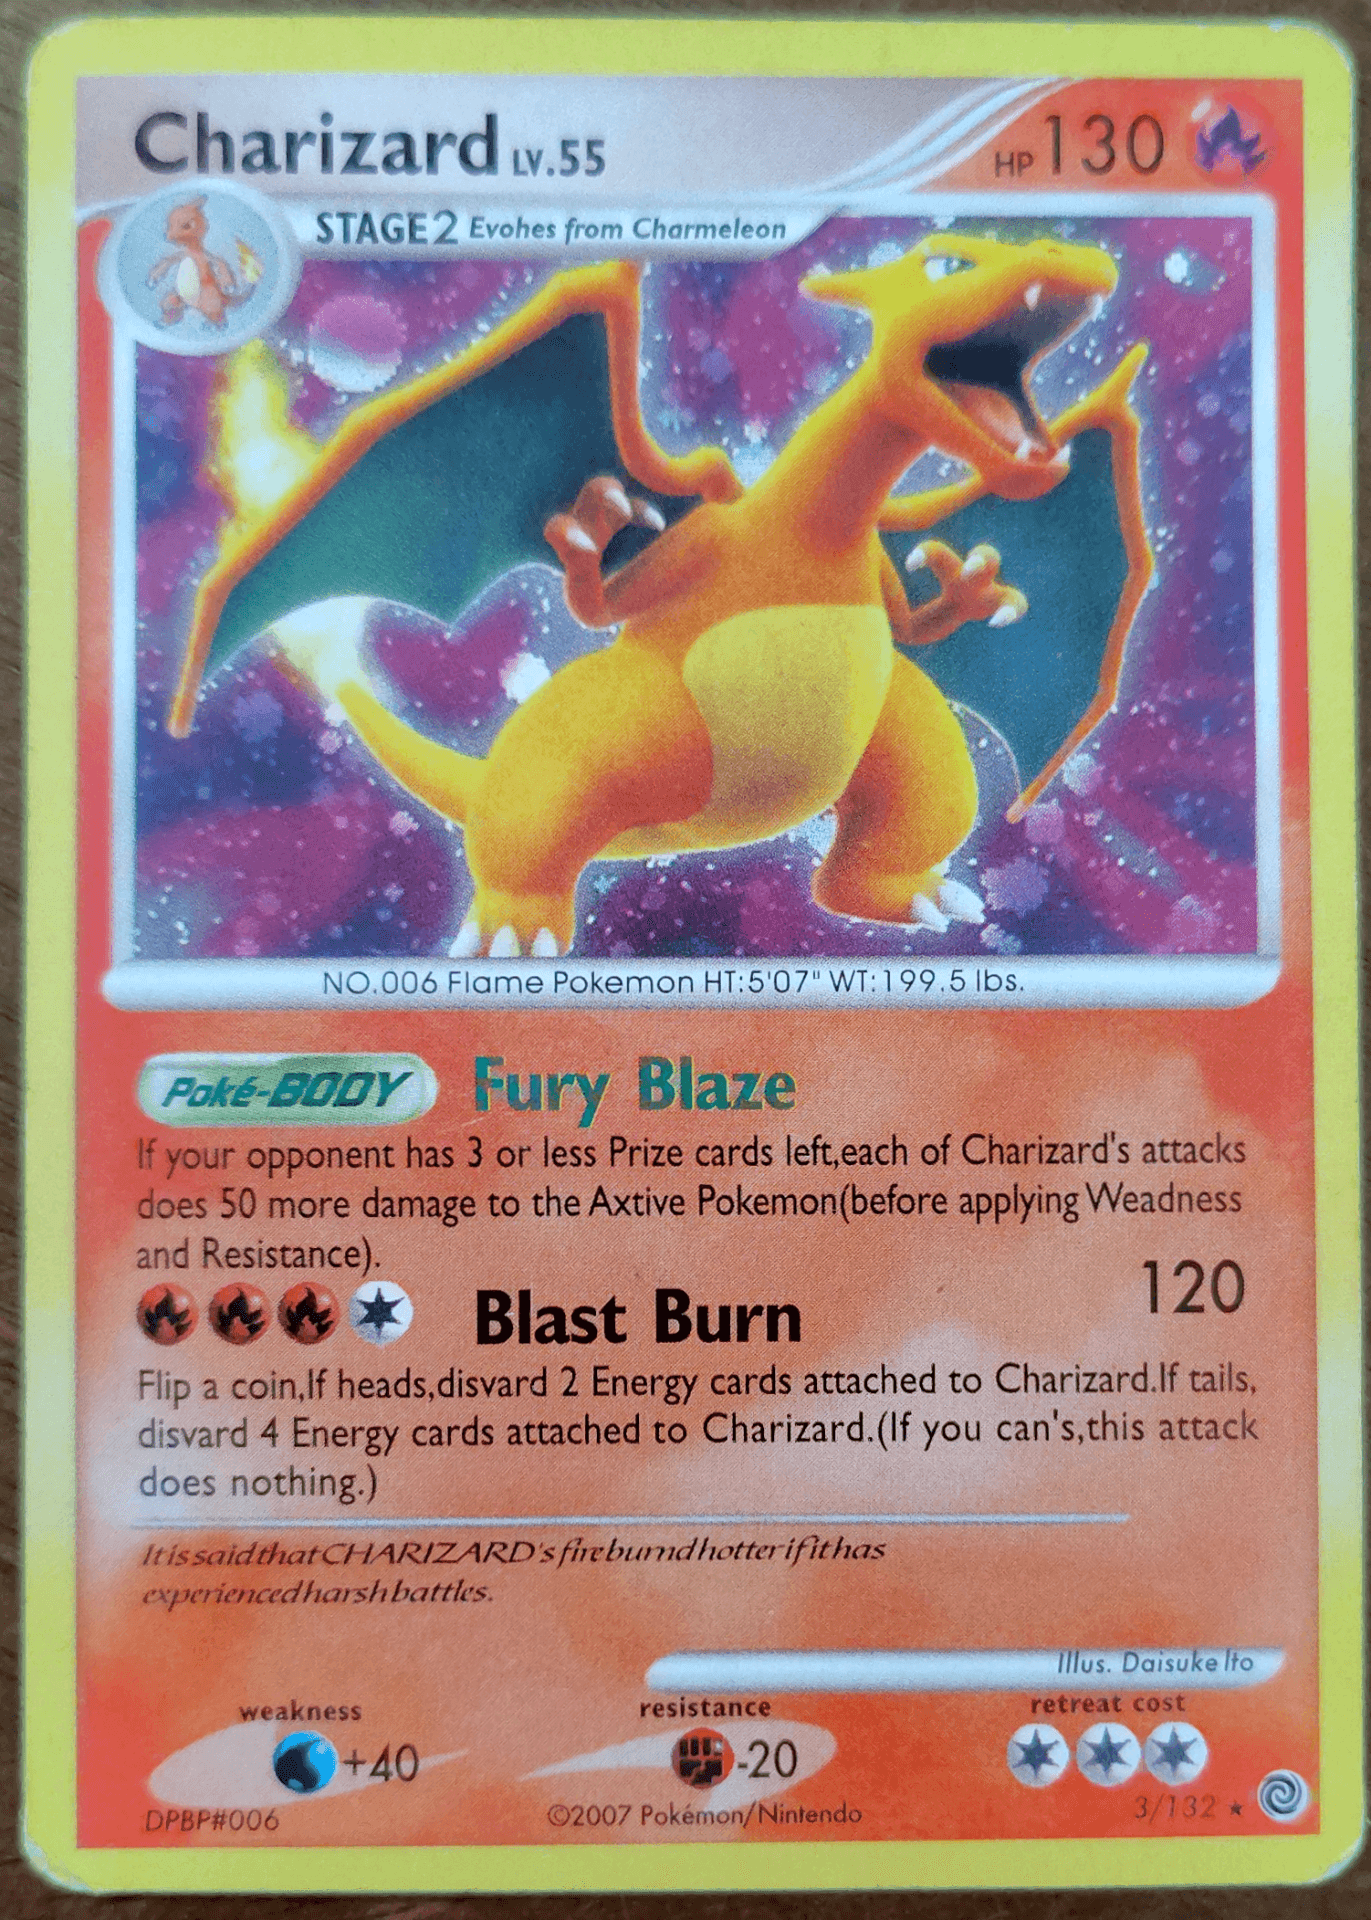 Charizard LV.55
HP 130
STAGE2 Evohes from Charmeleon
NO.006 Flame Pokemon HT:5'07" WT:199.5 lbs.
Poké-BODY Fury Blaze
If your opponent has 3 or less Prize cards left,each of Charizard's attacks
does 50 more damage to the Axtive Pokemon(before applying Weadness
and Resistance).
Blast Burn 120
Flip a coin,If heads,disvard 2 Energy cards attached to Charizard.If tails,
disvard 4 Energy cards attached to Charizard.(If you can's,this attack
does nothing.)
ItissaidthatCHARIZARD'sfireburndhotterifithas
experiencedharshbattles.
Illus. Daisuke Ito
weakness resistance retreat cost
+40 -20
DPBP#006 ©2007 Pokémon/Nintendo 3/132